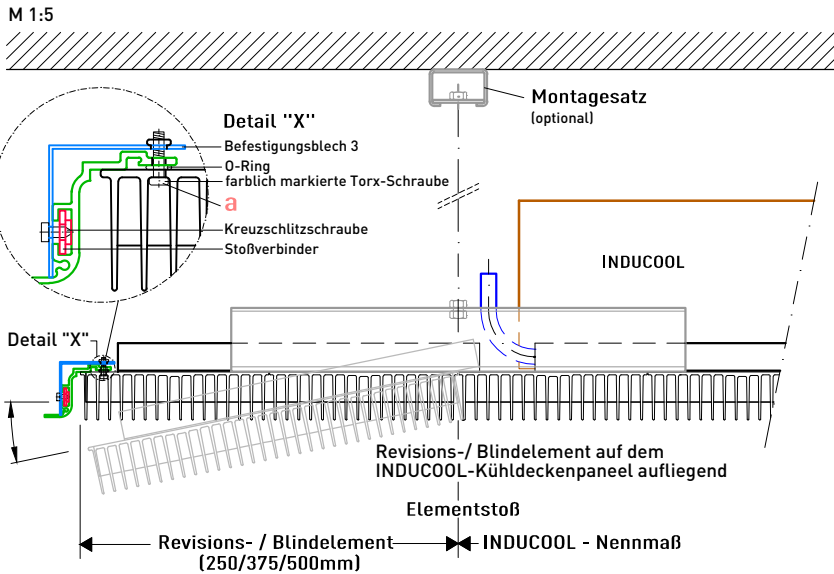 M 1:5
Montagesatz
(optional)
Detail "X"
Befestigungsblech 3
O-Ring
farblich markierte Torx-Schraube
a
Kreuzschlitzschraube
Stoßverbinder
INDUCOOL
Detail "X"
Revisions-/ Blindelement auf dem
INDUCOOL-Kühldeckenpaneel aufliegend
Elementstoß
Revisions- / Blindelement
(250/375/500mm)
INDUCOOL - Nennmaß